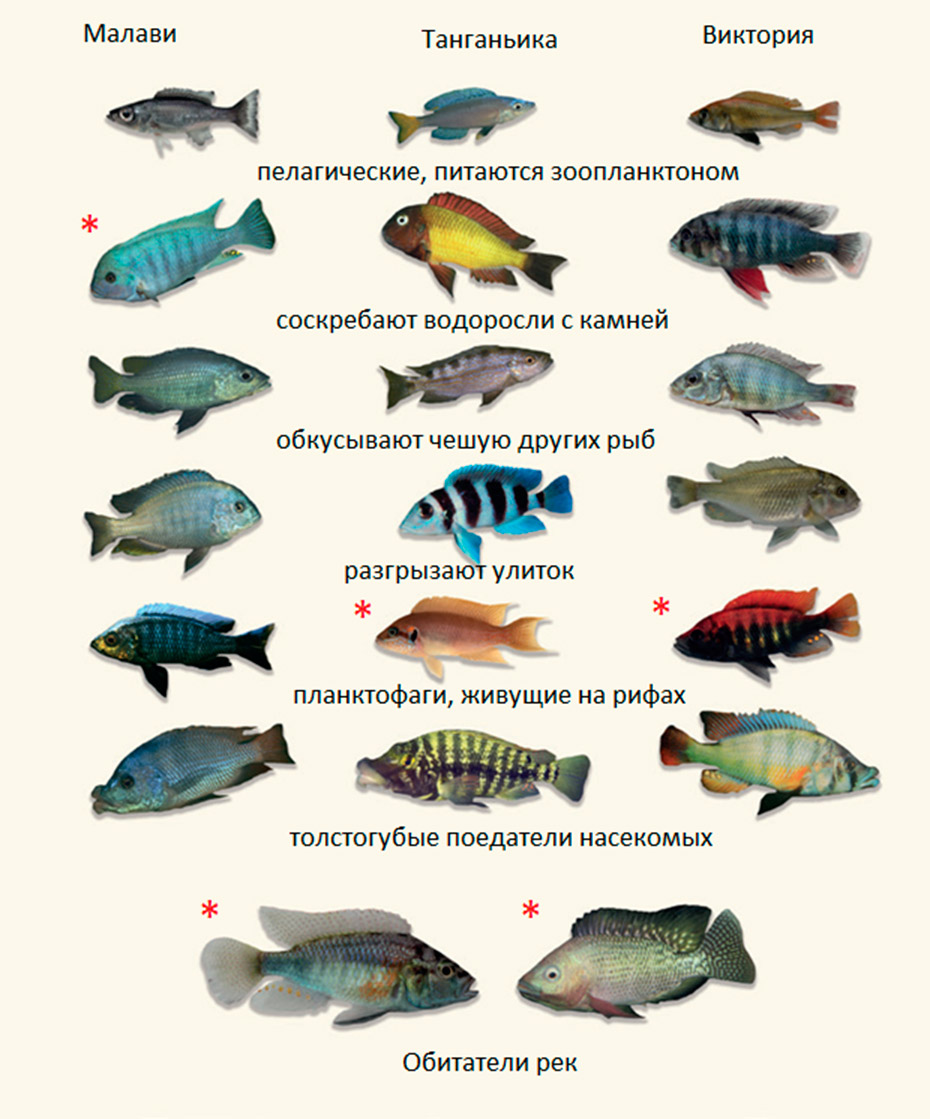 Малави Танганьика Виктория
пелагические, питаются зоопланктоном
*
соскребают водоросли с камней
обкусывают чешую других рыб
разгрызают улиток
* *
планктофаги, живущие на рифах
толстогубые поедатели насекомых
* *
Обитатели рек